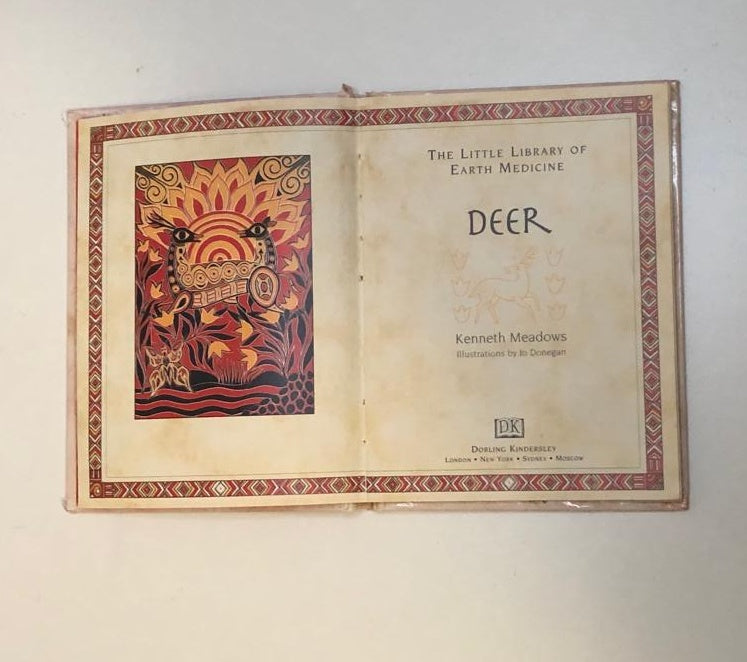 THE LITTLE LIBRARY OF
EARTH MEDICINE
DEER
Kenneth Meadows
Illustrations by Jo Donegan
DK
DORLING KINDERSLEY
LONDON • NEW YORK • SYDNEY • MOSCOW